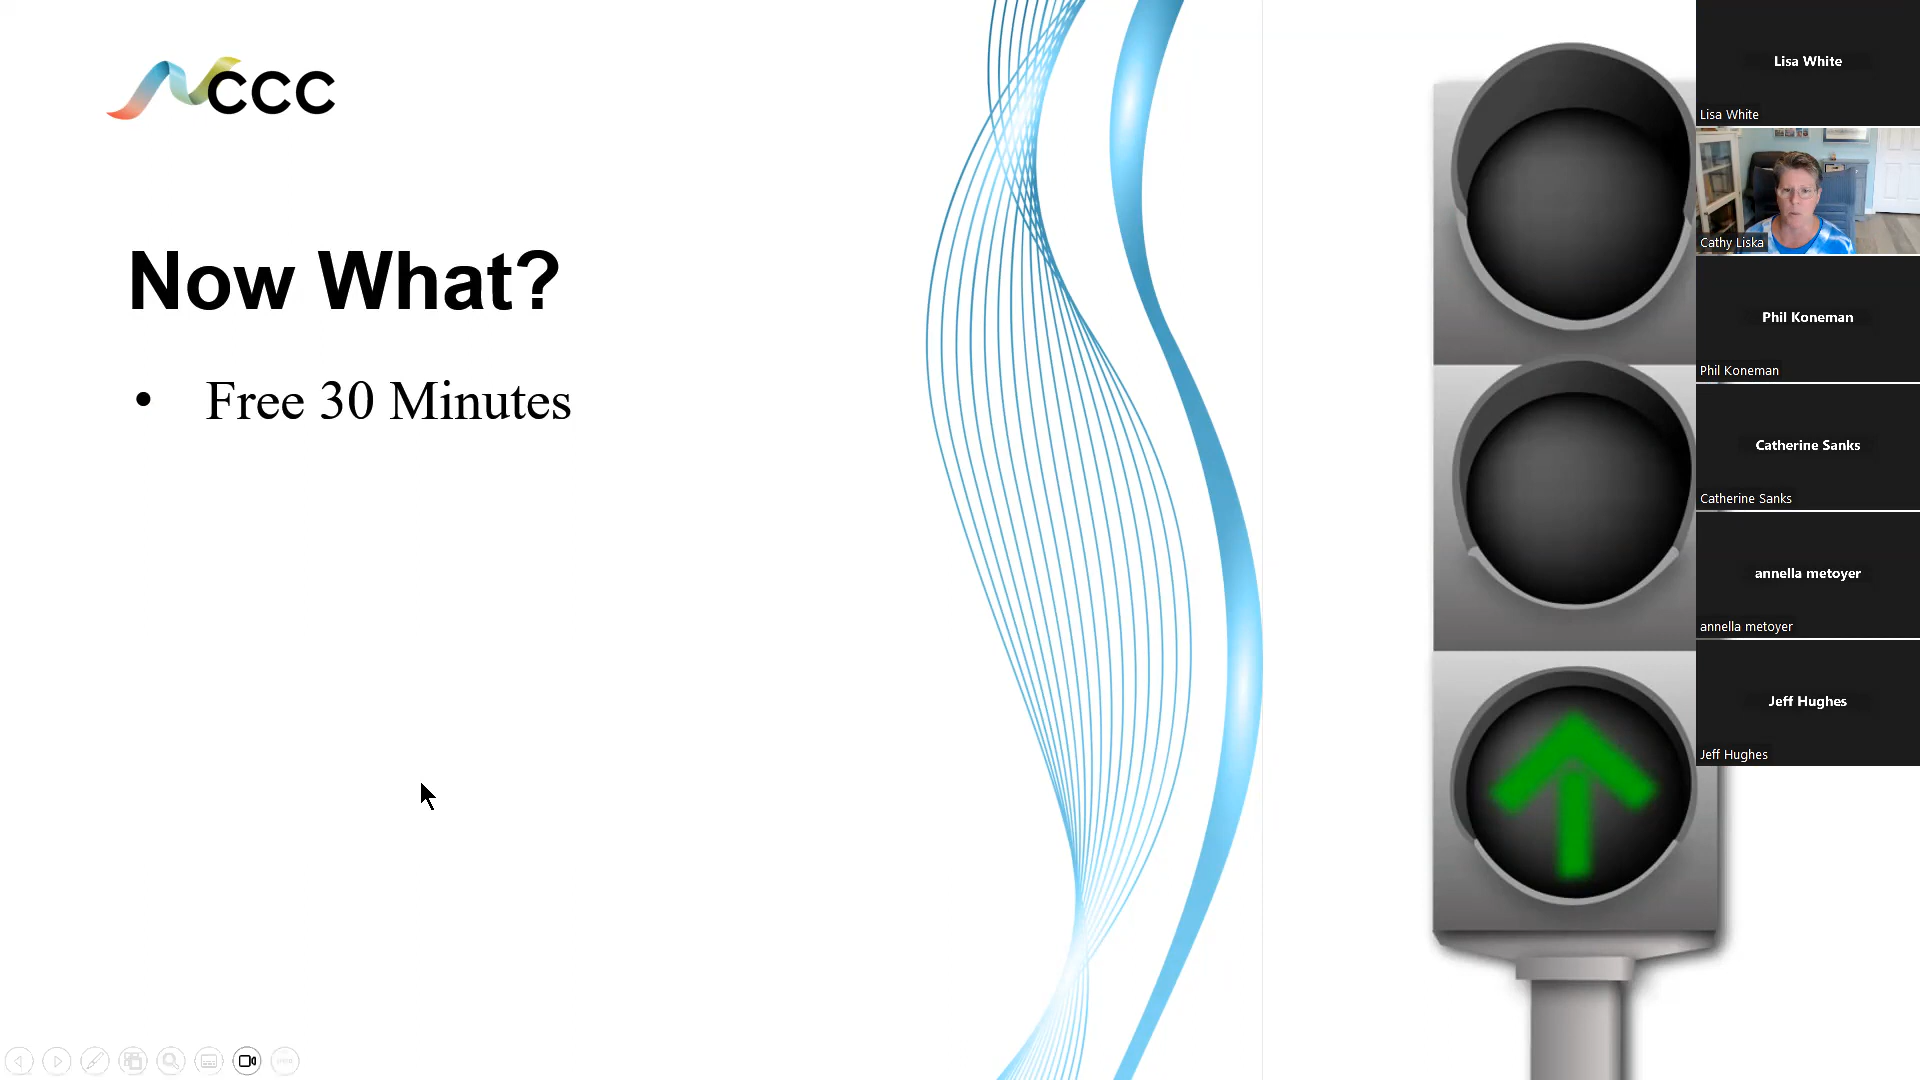 CCC
Now What?
• Free 30 Minutes
Lisa White
Lisa White
Cathy Liska
Phil Koneman
Phil Koneman
Catherine Sanks
Catherine Sanks
annella metoyer
annella metoyer
Jeff Hughes
Jeff Hughes